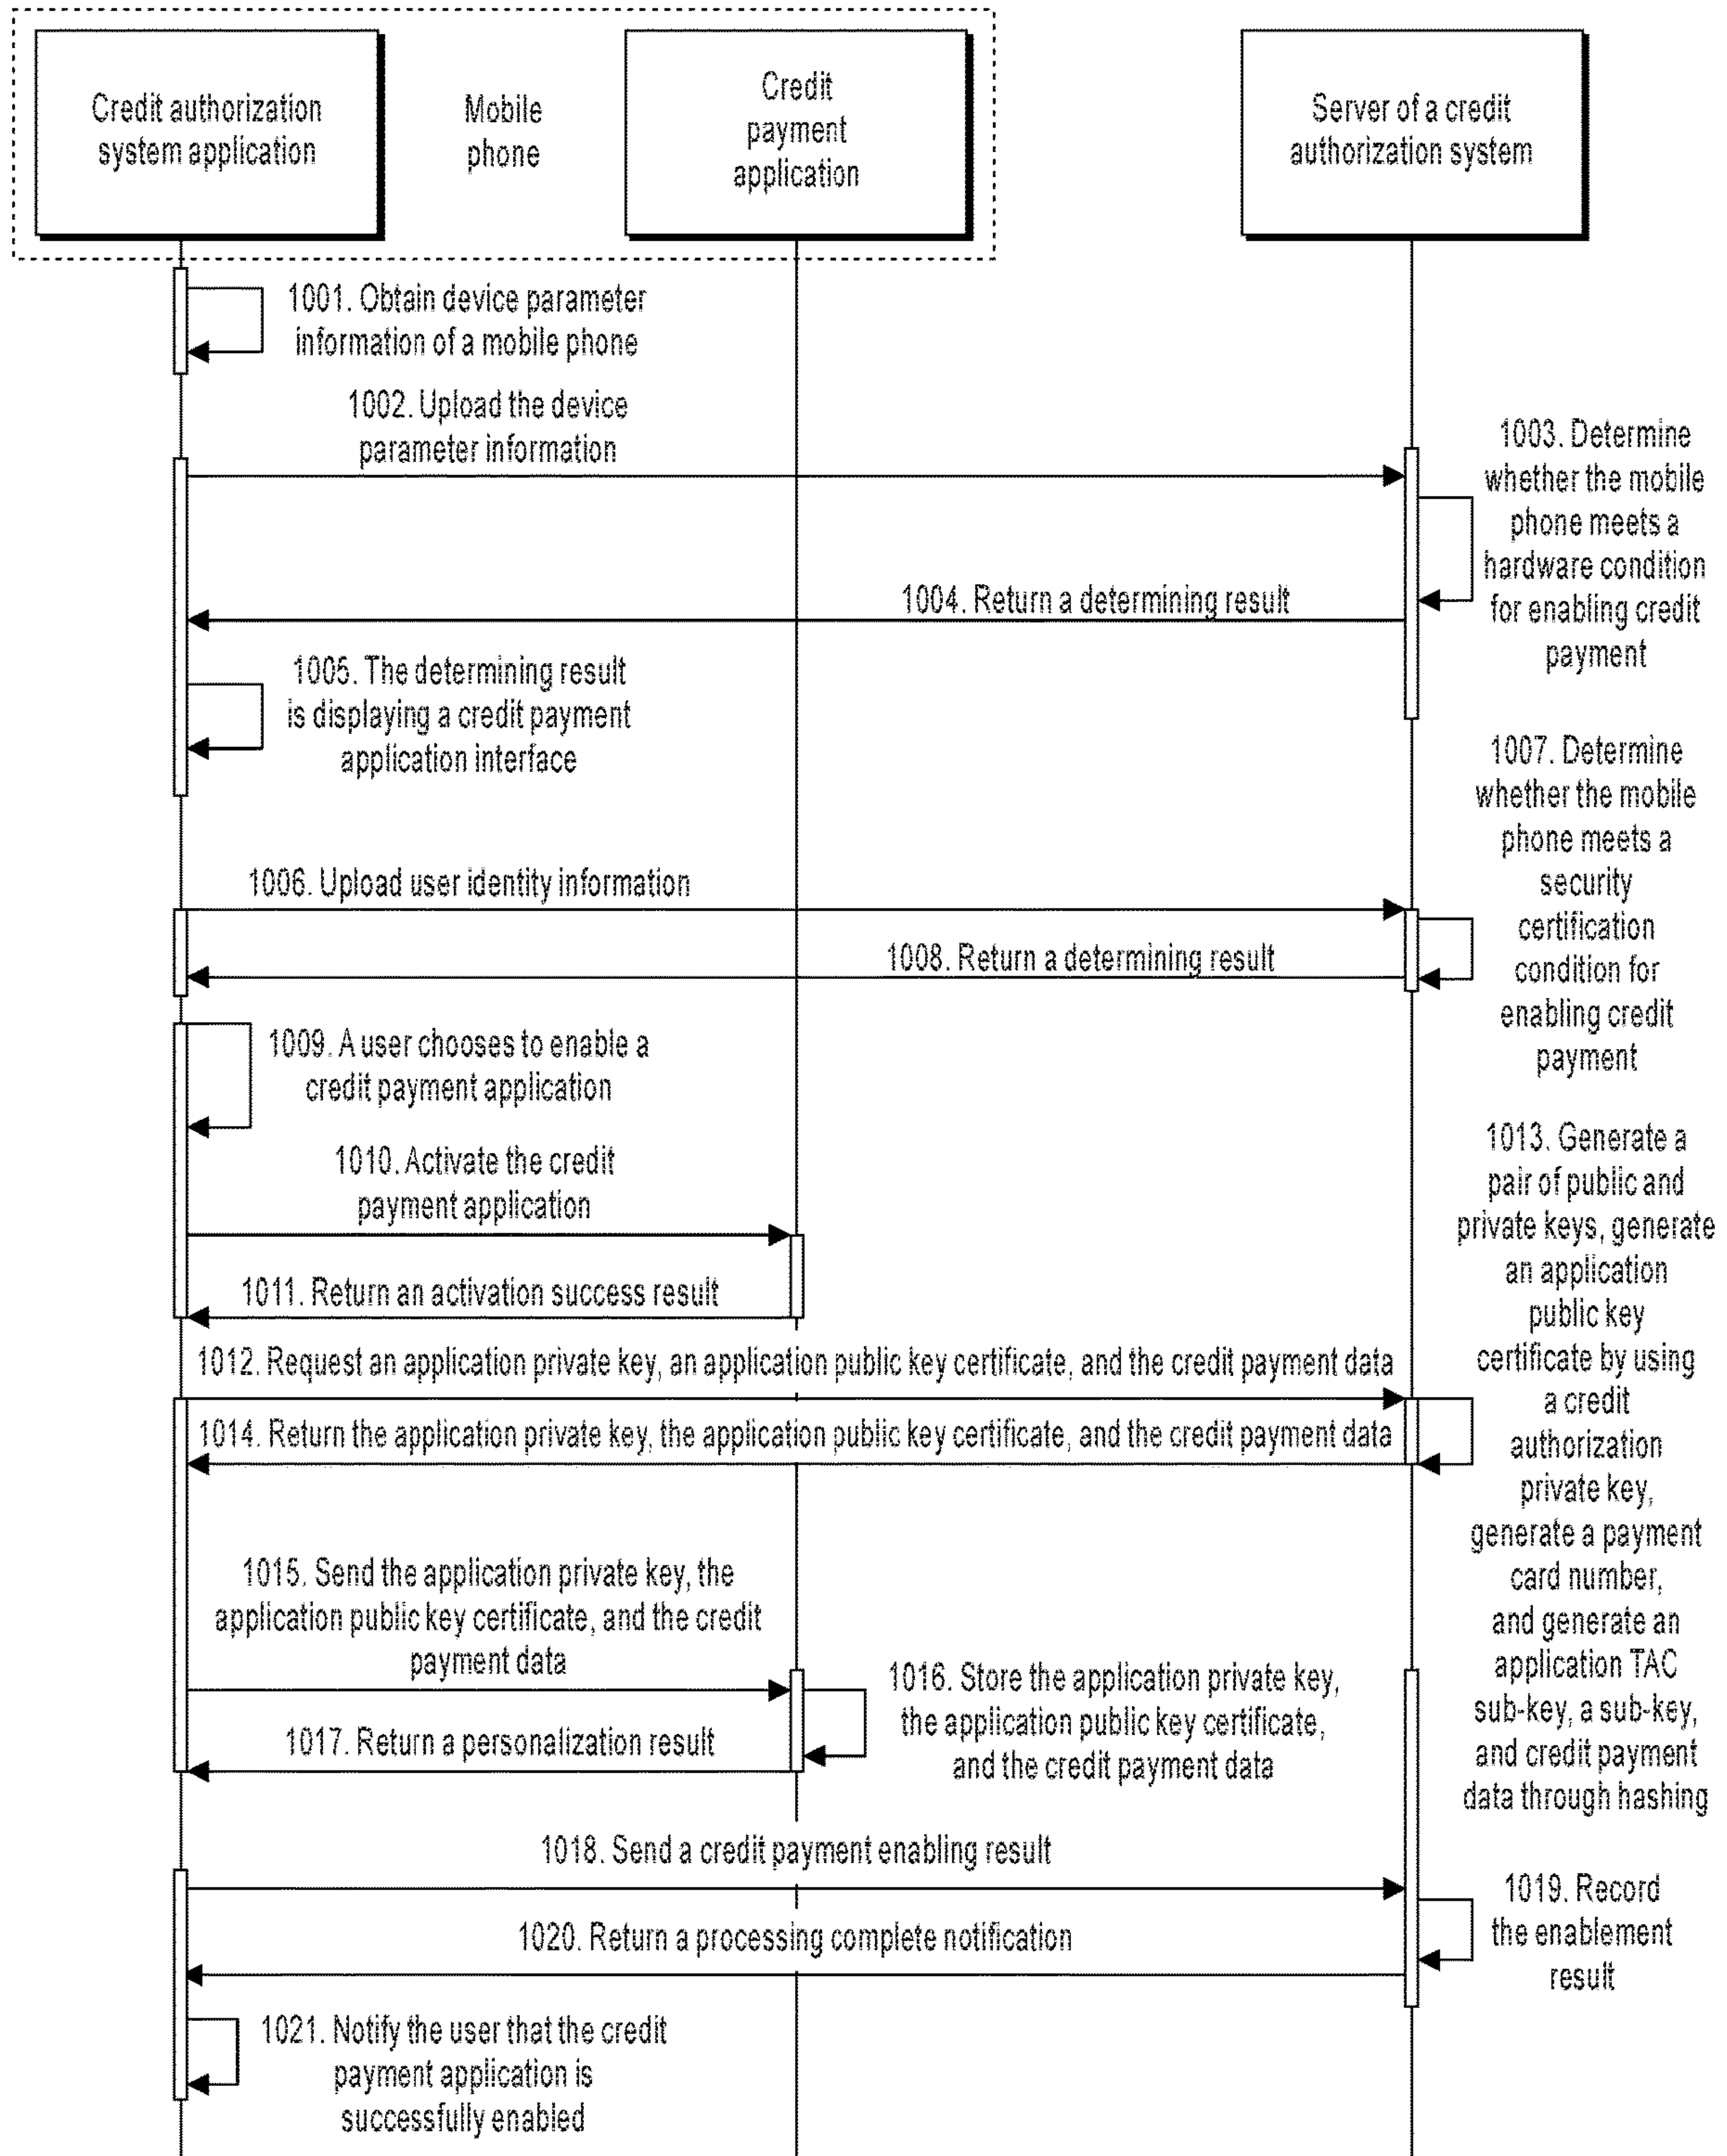 Credit authorization
system application
Mobile
phone
Credit
payment
application
Server of a credit
authorization system
1001. Obtain device parameter
information of a mobile phone
1002. Upload the device
parameter information
1003. Determine
whether the mobile
phone meets a
hardware condition
for enabling credit
payment
1004. Return a determining result
1005. The determining result
is displaying a credit payment
application interface
1006. Upload user identity information
1007. Determine
whether the mobile
phone meets a
security
certification
condition for
enabling credit
payment
1008. Return a determining result
1009. A user chooses to enable a
credit payment application
1010. Activate the credit
payment application
1011. Return an activation success result
1012. Request an application private key, an application public key certificate, and the credit payment data
1013. Generate a
pair of public and
private keys, generate
an application
public key
certificate by using
a credit
authorization
private key,
generate a payment
card number,
and generate an
application TAC
sub-key, a sub-key,
and credit payment
data through hashing
1014. Return the application private key, the application public key certificate, and the credit payment data
1015. Send the application private key, the
application public key certificate, and the credit
payment data
1016. Store the application private key,
the application public key certificate,
and the credit payment data
1017. Return a personalization result
1018. Send a credit payment enabling result
1019. Record
the enablement
result
1020. Return a processing complete notification
1021. Notify the user that the credit
payment application is
successfully enabled